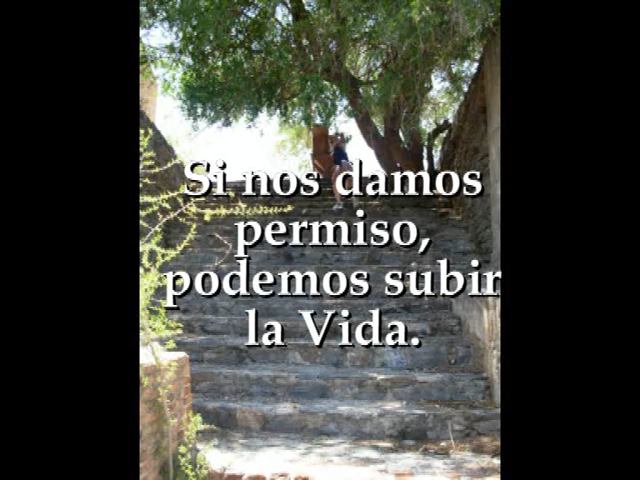 Si nos damos
permiso,
podemos subir
la Vida.